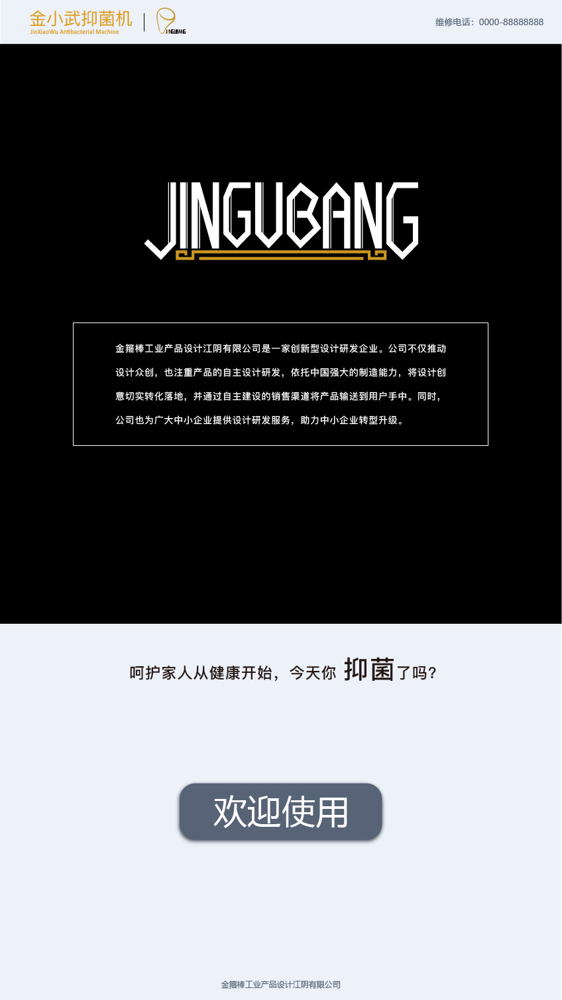 金小武抑菌机
JinXiaoWu Antibacterial Machine
JINGUBANG
维修电话：0000-88888888
JINGUBANG
金箍棒工业产品设计江阴有限公司是一家创新型设计研发企业。公司不仅推动
设计众创，也注重产品的自主设计研发，依托中国强大的制造能力，将设计创
意切实转化落地，并通过自主建设的销售渠道将产品输送到用户手中。同时，
公司也为广大中小企业提供设计研发服务，助力中小企业转型升级。
呵护家人从健康开始，今天你 抑菌了吗?
欢迎使用
金箍棒工业产品设计江阴有限公司